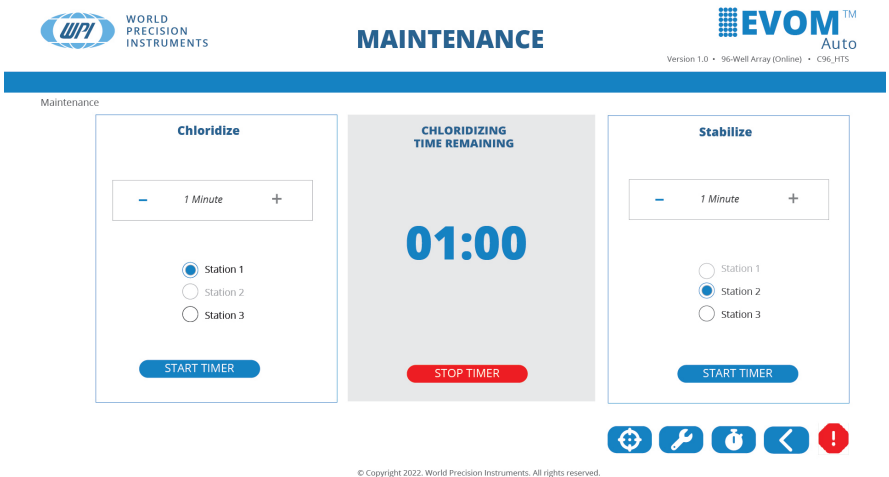 WPI
WORLD
PRECISION
INSTRUMENTS
MAINTENANCE
EVOM™
Auto
Version 1.0 • 96-Well Array (Online) • C96_HTS
Maintenance
Chloridize
– 1 Minute +
Station 1
Station 2
Station 3
START TIMER
CHLORIDIZING
TIME REMAINING
01:00
STOP TIMER
Stabilize
– 1 Minute +
Station 1
Station 2
Station 3
START TIMER
!
© Copyright 2022. World Precision Instruments. All rights reserved.